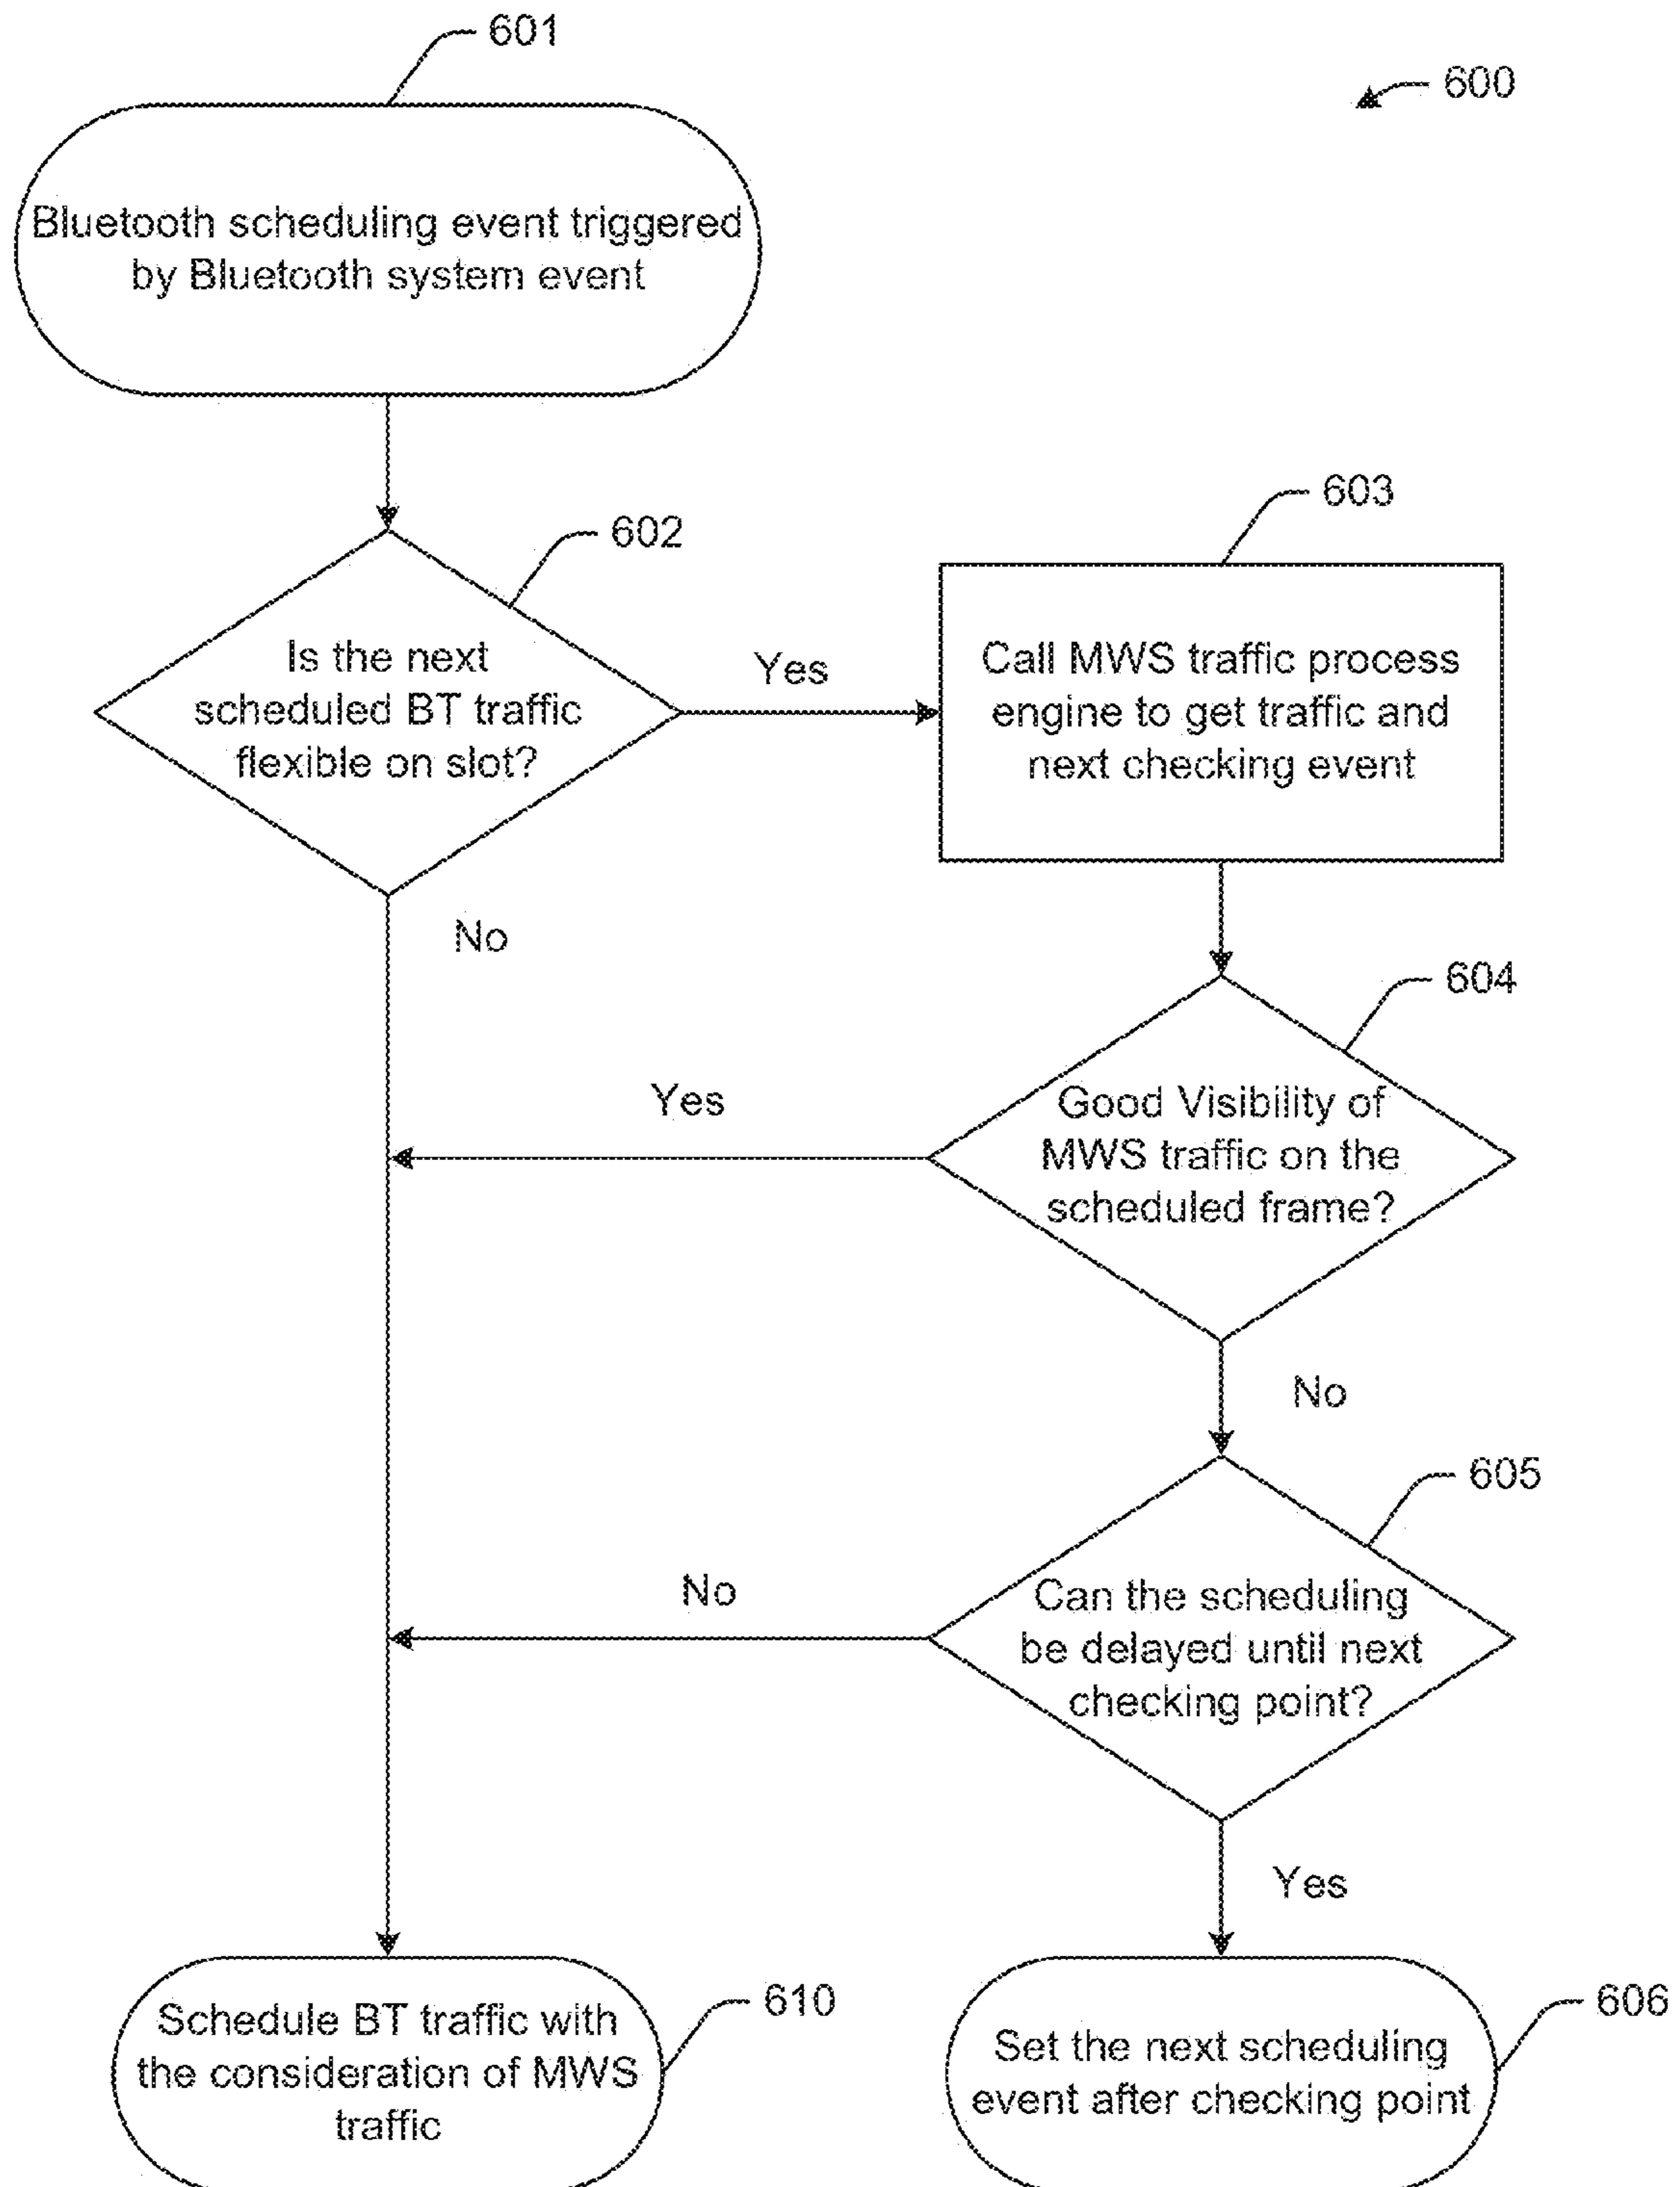 601
600
Bluetooth scheduling event triggered
by Bluetooth system event
602
Is the next
scheduled BT traffic
flexible on slot?
Yes
603
Call MWS traffic process
engine to get traffic and
next checking event
No
604
Good Visibility of
MWS traffic on the
scheduled frame?
Yes
No
605
Can the scheduling
be delayed until next
checking point?
No
Yes
610
Schedule BT traffic with
the consideration of MWS
traffic
606
Set the next scheduling
event after checking point